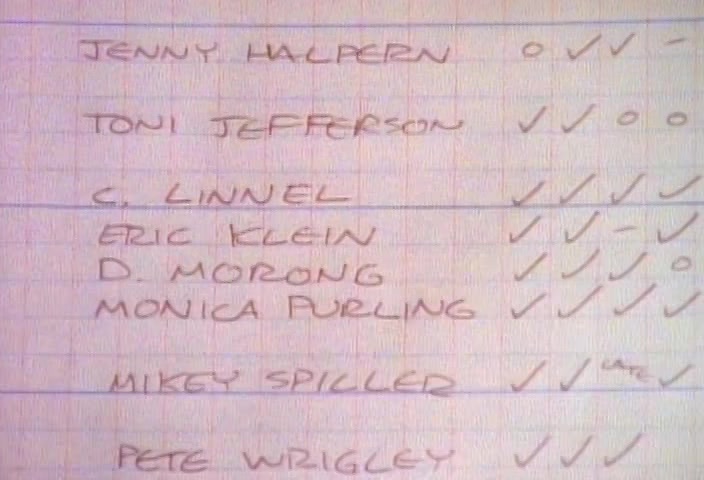 JENNY HALPERN o ✓ ✓ –
TONI JEFFERSON ✓ ✓ o o
C. LINNEL ✓ ✓ ✓ ✓
ERIC KLEIN ✓ ✓ – ✓
D. MORONG ✓ ✓ ✓ o
MONICA PURLING ✓ ✓ ✓ ✓
MIKEY SPILLER ✓ ✓ LATE ✓
PETE WRIGLEY ✓ ✓ ✓